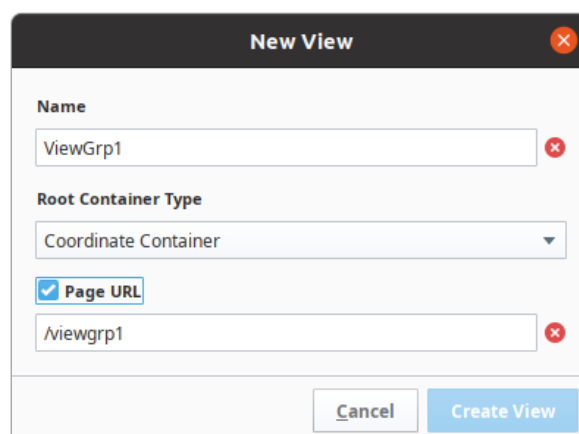 New View
Name
ViewGrp1
Root Container Type
Coordinate Container
Page URL
/viewgrp1
Cancel
Create View